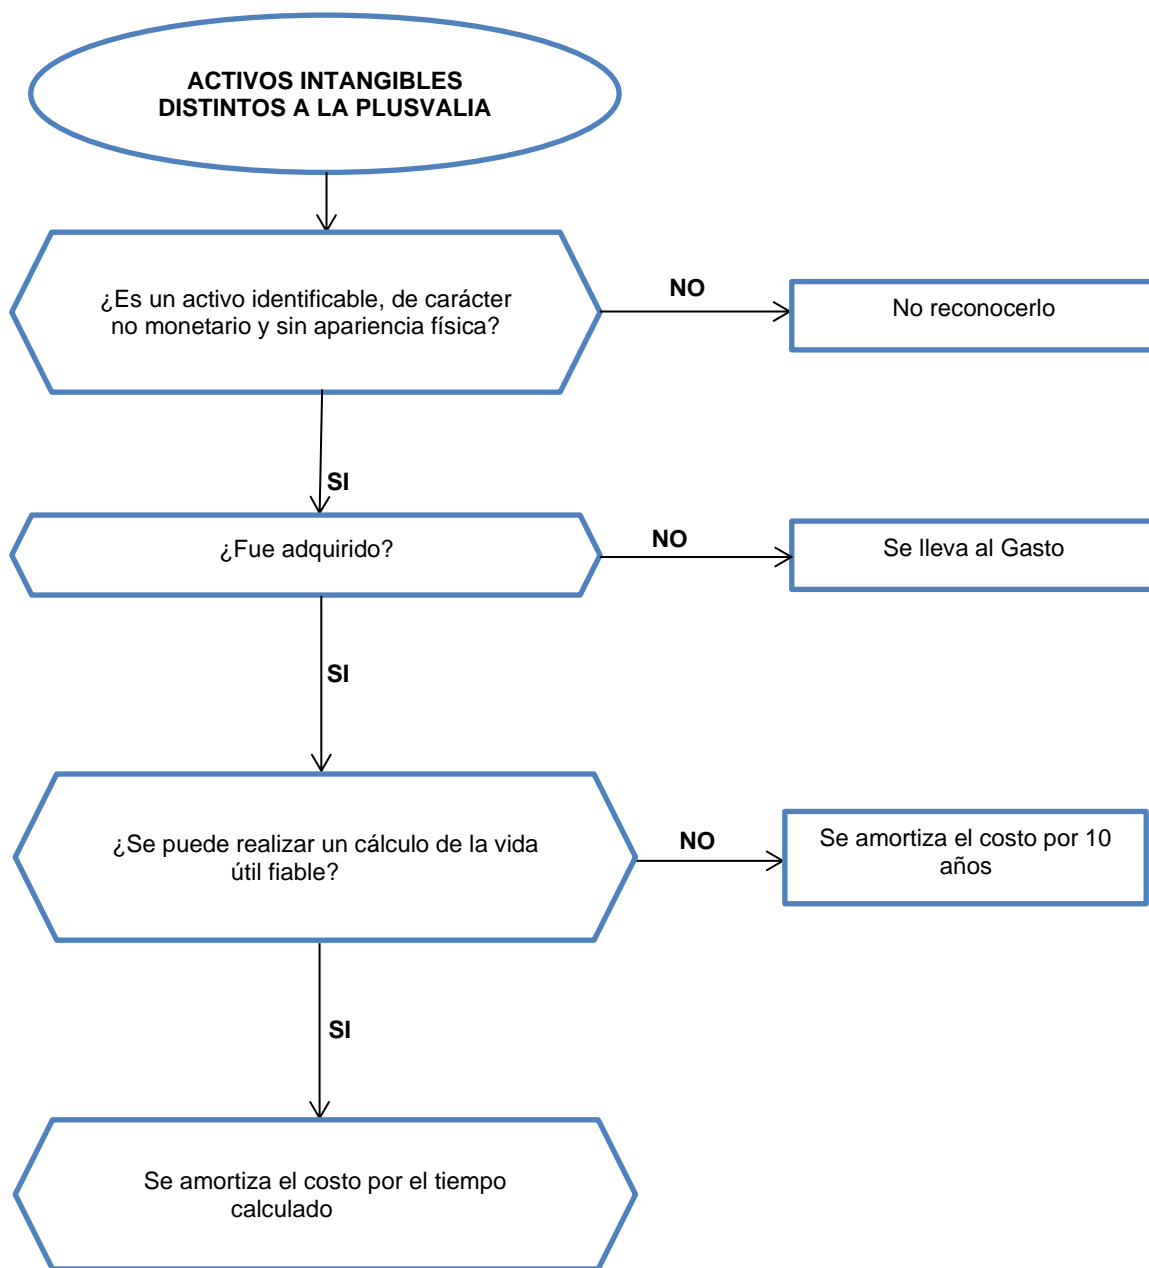 ACTIVOS INTANGIBLES
DISTINTOS A LA PLUSVALIA
¿Es un activo identificable, de carácter
no monetario y sin apariencia física?
NO
No reconocerlo
SI
¿Fue adquirido?
NO
Se lleva al Gasto
SI
¿Se puede realizar un cálculo de la vida
útil fiable?
NO
Se amortiza el costo por 10
años
SI
Se amortiza el costo por el tiempo
calculado